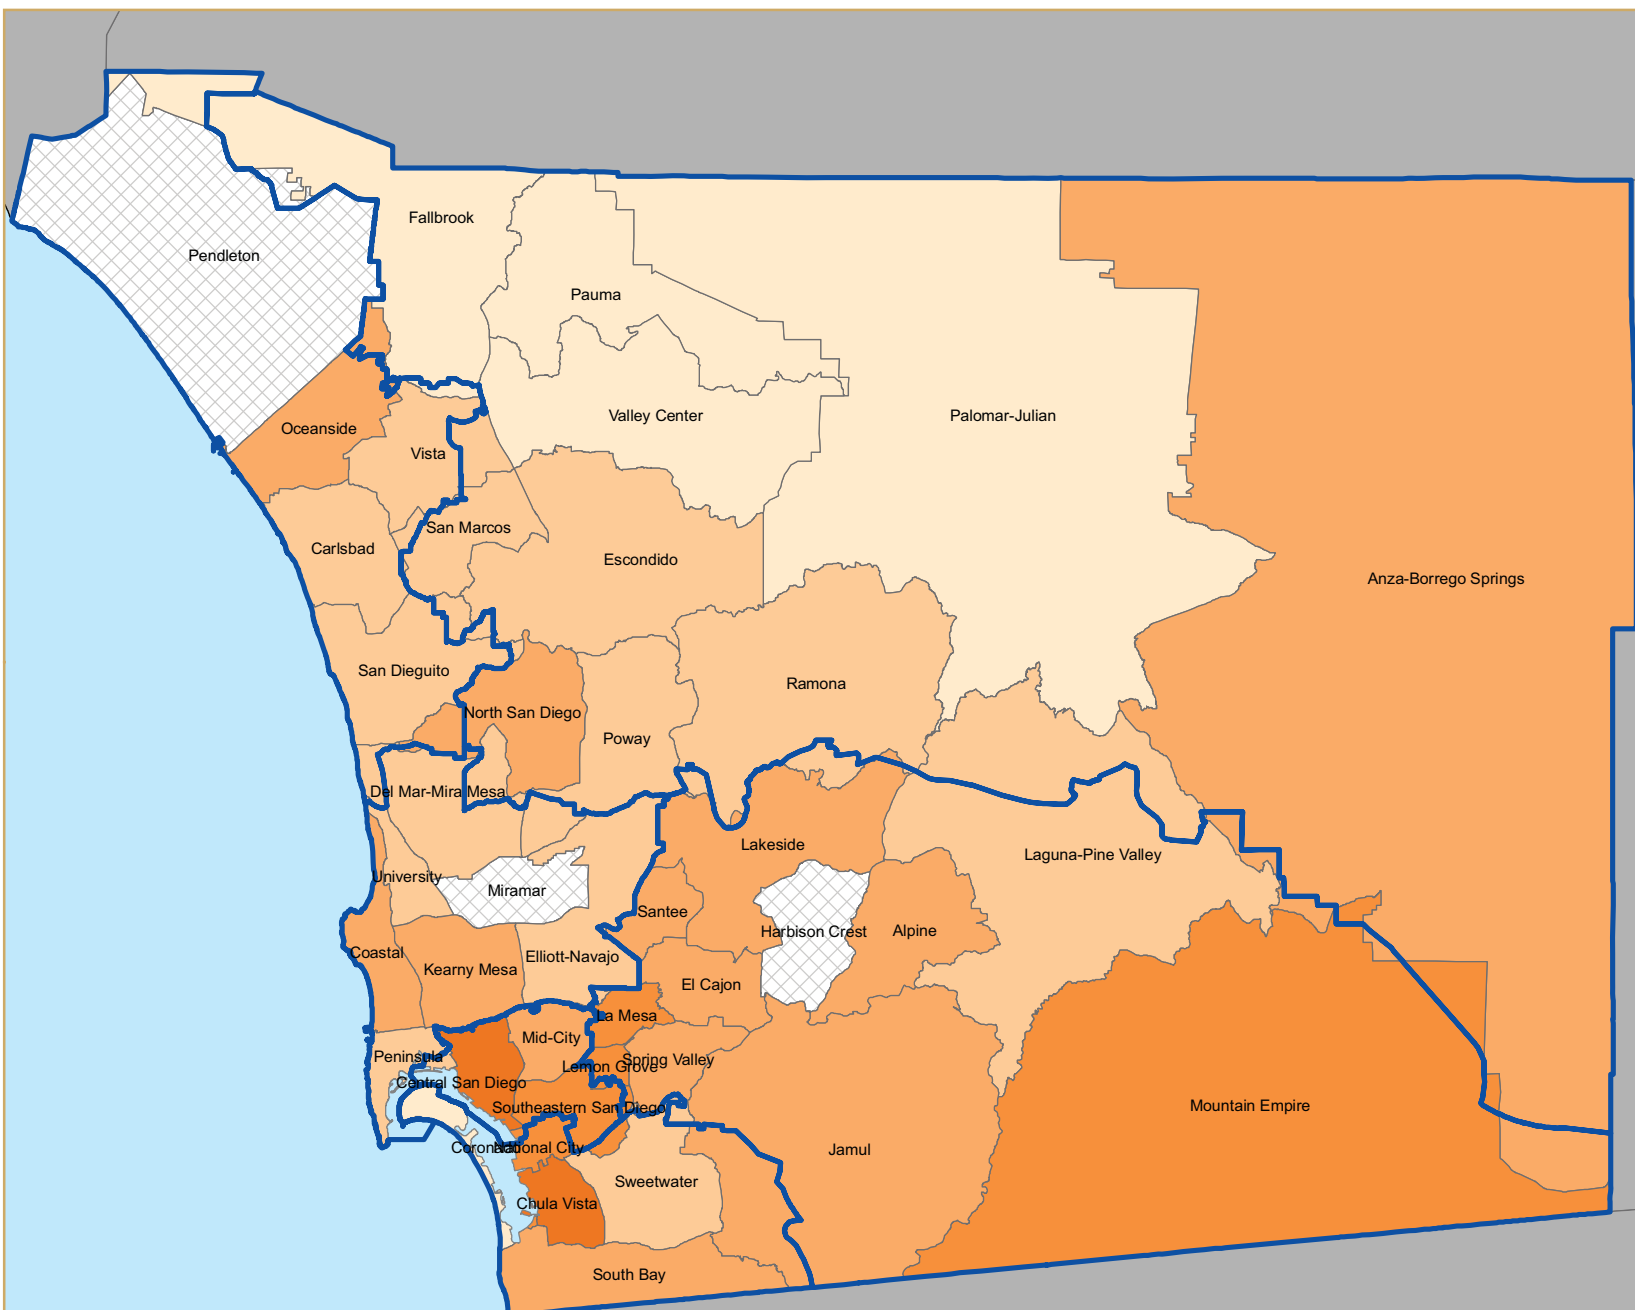 Fallbrook
Pendleton
Pauma
Valley Center
Palomar-Julian
Oceanside
Vista
San Marcos
Carlsbad
Escondido
Anza-Borrego Springs
San Dieguito
Ramona
North San Diego
Poway
Del Mar-Mira Mesa
Lakeside
Laguna-Pine Valley
University
Miramar
Santee
Harbison Crest
Alpine
Coastal
Elliott-Navajo
Kearny Mesa
El Cajon
La Mesa
Mid-City
Peninsula
Lemon Grove
Spring Valley
Central San Diego
Southeastern San Diego
Mountain Empire
Coronado
National City
Jamul
Sweetwater
Chula Vista
South Bay